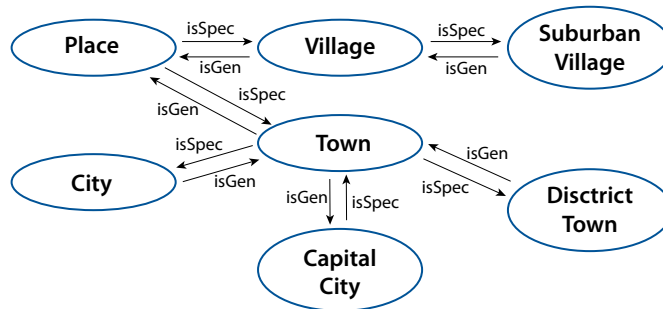 Place
isSpec
isGen
Village
isSpec
isGen
Suburban
Village
isSpec
isGen
Town
isSpec
isGen
City
isGen
isSpec
isGen
isSpec
Disctrict
Town
Capital
City